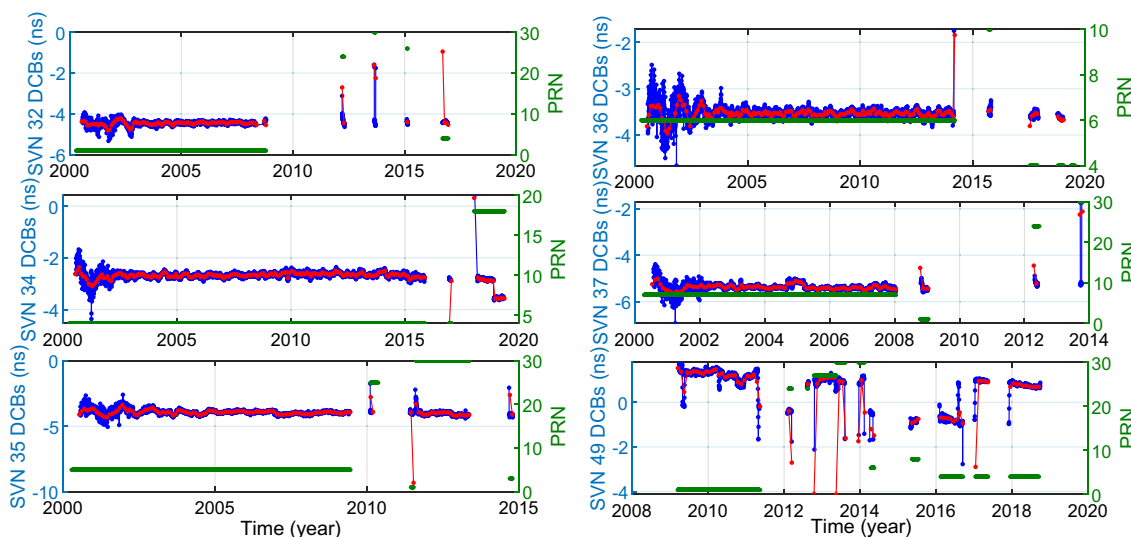 SVN 32 DCBs (ns)
0
-2
-4
-6
2000 2005 2010 2015 2020
30
20
10
0
PRN
SVN 36 DCBs (ns)
-2
-3
-4
2000 2005 2010 2015 2020
10
8
6
4
PRN
SVN 34 DCBs (ns)
0
-2
-4
2000 2005 2010 2015 2020
20
15
10
5
PRN
SVN 37 DCBs (ns)
-2
-4
-6
2000 2002 2004 2006 2008 2010 2012 2014
30
20
10
0
PRN
SVN 35 DCBs (ns)
0
-5
-10
2000 2005 2010 2015
Time (year)
30
20
10
0
PRN
SVN 49 DCBs (ns)
0
-2
-4
2008 2010 2012 2014 2016 2018 2020
Time (year)
30
20
10
0
PRN